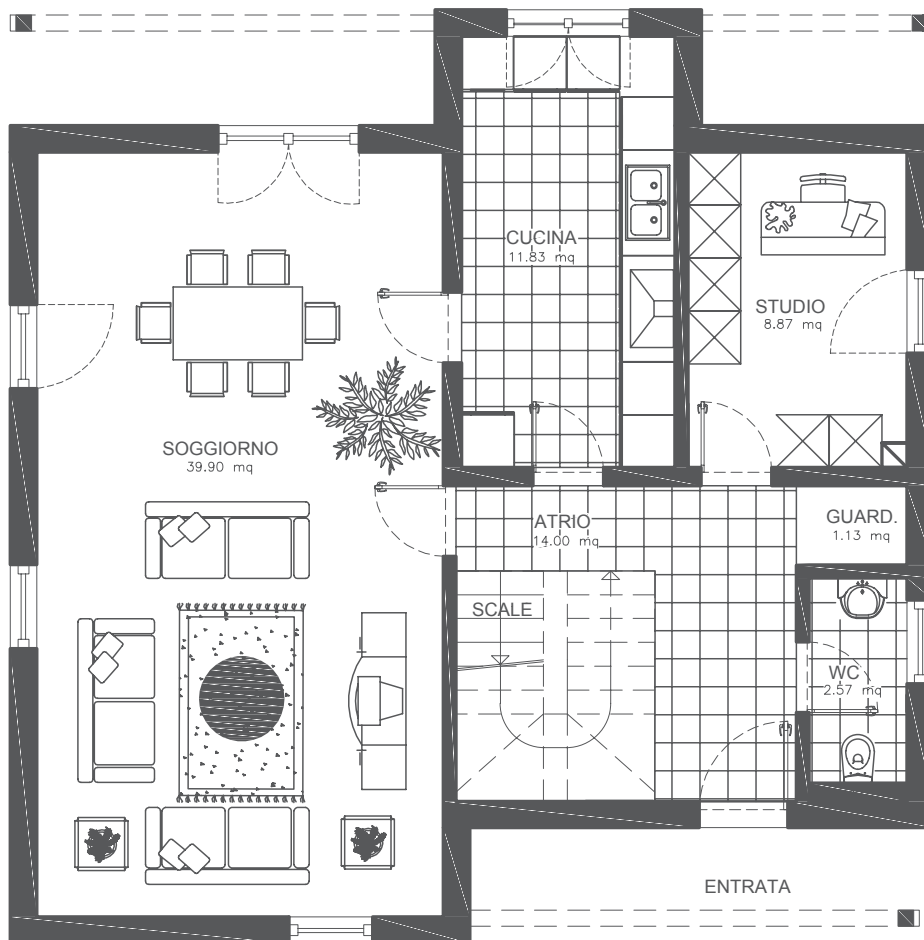 CUCINA
11.83 mq
STUDIO
8.87 mq
SOGGIORNO
39.90 mq
ATRIO
14.00 mq
GUARD.
1.13 mq
SCALE
WC
2.57 mq
ENTRATA